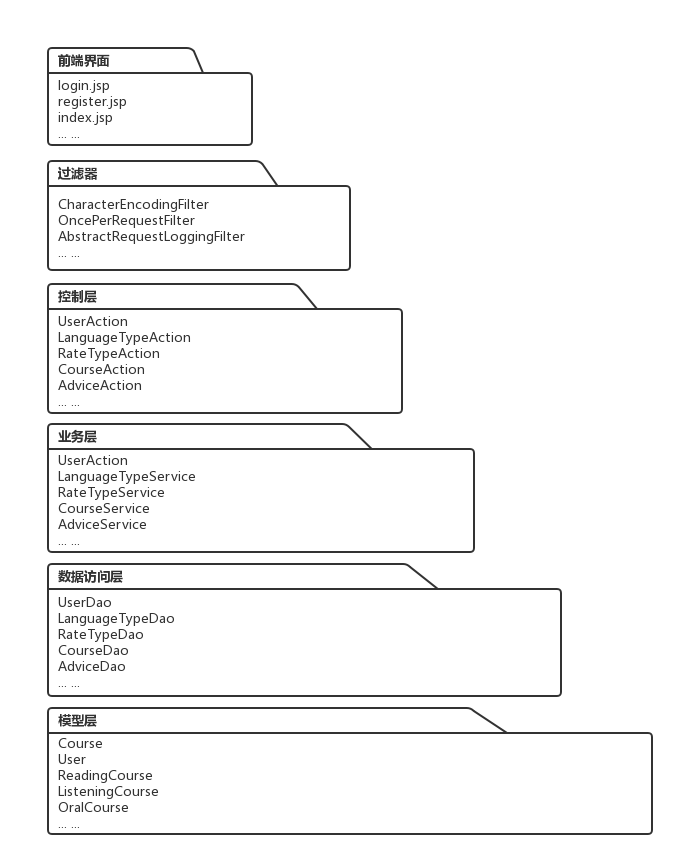 前端界面
login.jsp
register.jsp
index.jsp
... ...
过滤器
CharacterEncodingFilter
OncePerRequestFilter
AbstractRequestLoggingFilter
... ...
控制层
UserAction
LanguageTypeAction
RateTypeAction
CourseAction
AdviceAction
... ...
业务层
UserAction
LanguageTypeService
RateTypeService
CourseService
AdviceService
... ...
数据访问层
UserDao
LanguageTypeDao
RateTypeDao
CourseDao
AdviceDao
... ...
模型层
Course
User
ReadingCourse
ListeningCourse
OralCourse
... ...